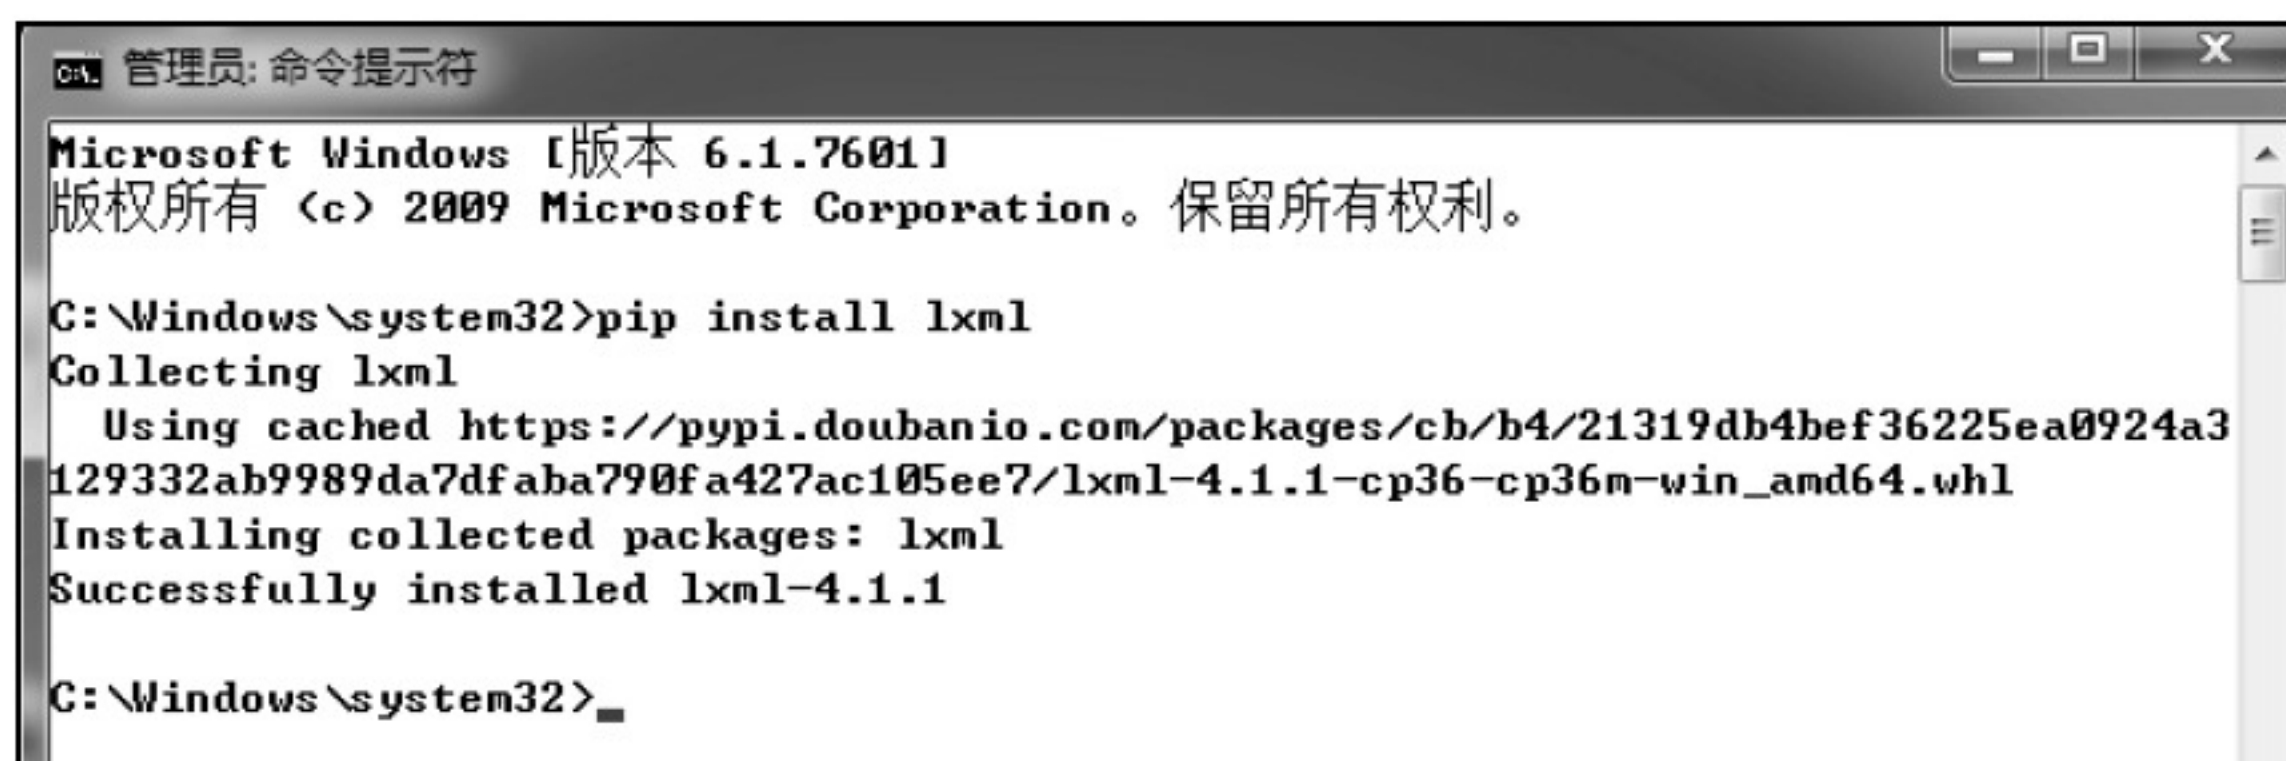 管理员: 命令提示符
Microsoft Windows [版本 6.1.7601]
版权所有 (c) 2009 Microsoft Corporation。保留所有权利。
C:\Windows\system32>pip install lxml
Collecting lxml
  Using cached https://pypi.doubanio.com/packages/cb/b4/21319db4bef36225ea0924a3
129332ab9989da7dfaba790fa427ac105ee7/lxml-4.1.1-cp36-cp36m-win_amd64.whl
Installing collected packages: lxml
Successfully installed lxml-4.1.1
C:\Windows\system32>